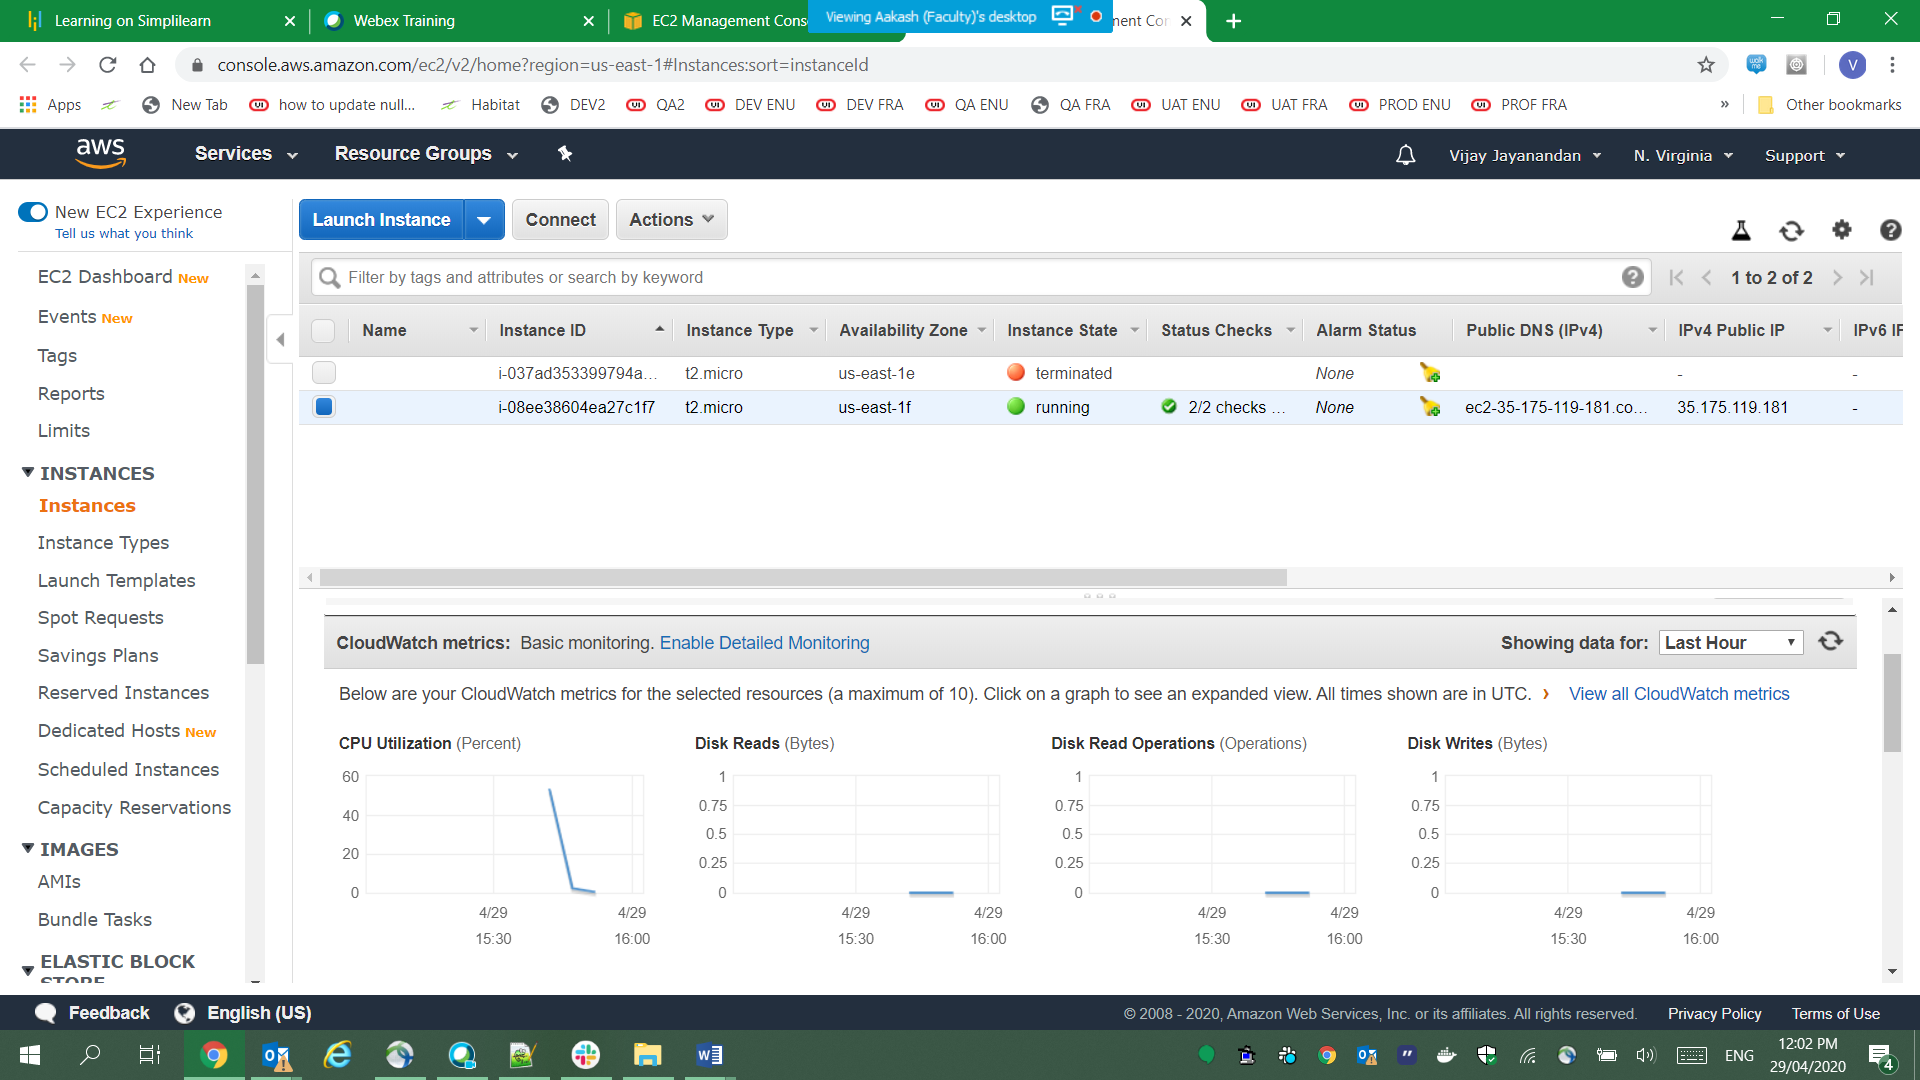 Learning on Simplilearn
Webex Training
EC2 Management Cons
Viewing Aakash (Faculty)'s desktop
ment Con
console.aws.amazon.com/ec2/v2/home?region=us-east-1#Instances:sort=instanceId
V
Apps
New Tab
how to update null...
Habitat
DEV2
QA2
DEV ENU
DEV FRA
QA ENU
QA FRA
UAT ENU
UAT FRA
PROD ENU
PROF FRA
»
Other bookmarks
aws
Services
Resource Groups
Vijay Jayanandan
N. Virginia
Support
New EC2 Experience
Tell us what you think
EC2 Dashboard New
Events New
Tags
Reports
Limits
INSTANCES
Instances
Instance Types
Launch Templates
Spot Requests
Savings Plans
Reserved Instances
Dedicated Hosts New
Scheduled Instances
Capacity Reservations
IMAGES
AMIs
Bundle Tasks
ELASTIC BLOCK
STORE
Launch Instance
Connect
Actions
Filter by tags and attributes or search by keyword
1 to 2 of 2
Name Instance ID Instance Type Availability Zone Instance State Status Checks Alarm Status Public DNS (IPv4) IPv4 Public IP IPv6 IP
i-037ad353399794a... t2.micro us-east-1e terminated None - -
i-08ee38604ea27c1f7 t2.micro us-east-1f running 2/2 checks ... None ec2-35-175-119-181.co... 35.175.119.181 -
CloudWatch metrics: Basic monitoring. Enable Detailed Monitoring
Showing data for: Last Hour
Below are your CloudWatch metrics for the selected resources (a maximum of 10). Click on a graph to see an expanded view. All times shown are in UTC. › View all CloudWatch metrics
CPU Utilization (Percent)
60
40
20
0
4/29 4/29
15:30 16:00
Disk Reads (Bytes)
1
0.75
0.5
0.25
0
4/29 4/29
15:30 16:00
Disk Read Operations (Operations)
1
0.75
0.5
0.25
0
4/29 4/29
15:30 16:00
Disk Writes (Bytes)
1
0.75
0.5
0.25
0
4/29 4/29
15:30 16:00
Feedback
English (US)
© 2008 - 2020, Amazon Web Services, Inc. or its affiliates. All rights reserved.
Privacy Policy
Terms of Use
ENG
12:02 PM
29/04/2020
4